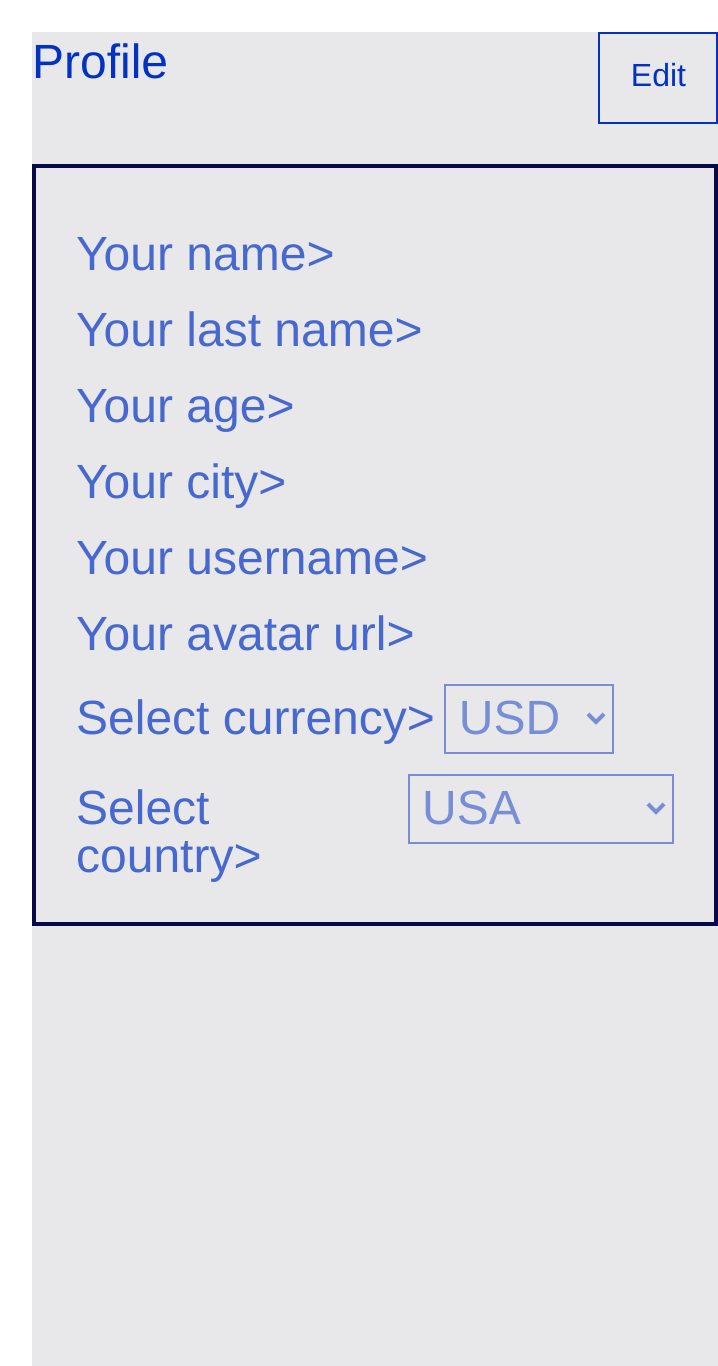 Profile
Edit
Your name>
Your last name>
Your age>
Your city>
Your username>
Your avatar url>
Select currency> USD
Select USA
country>